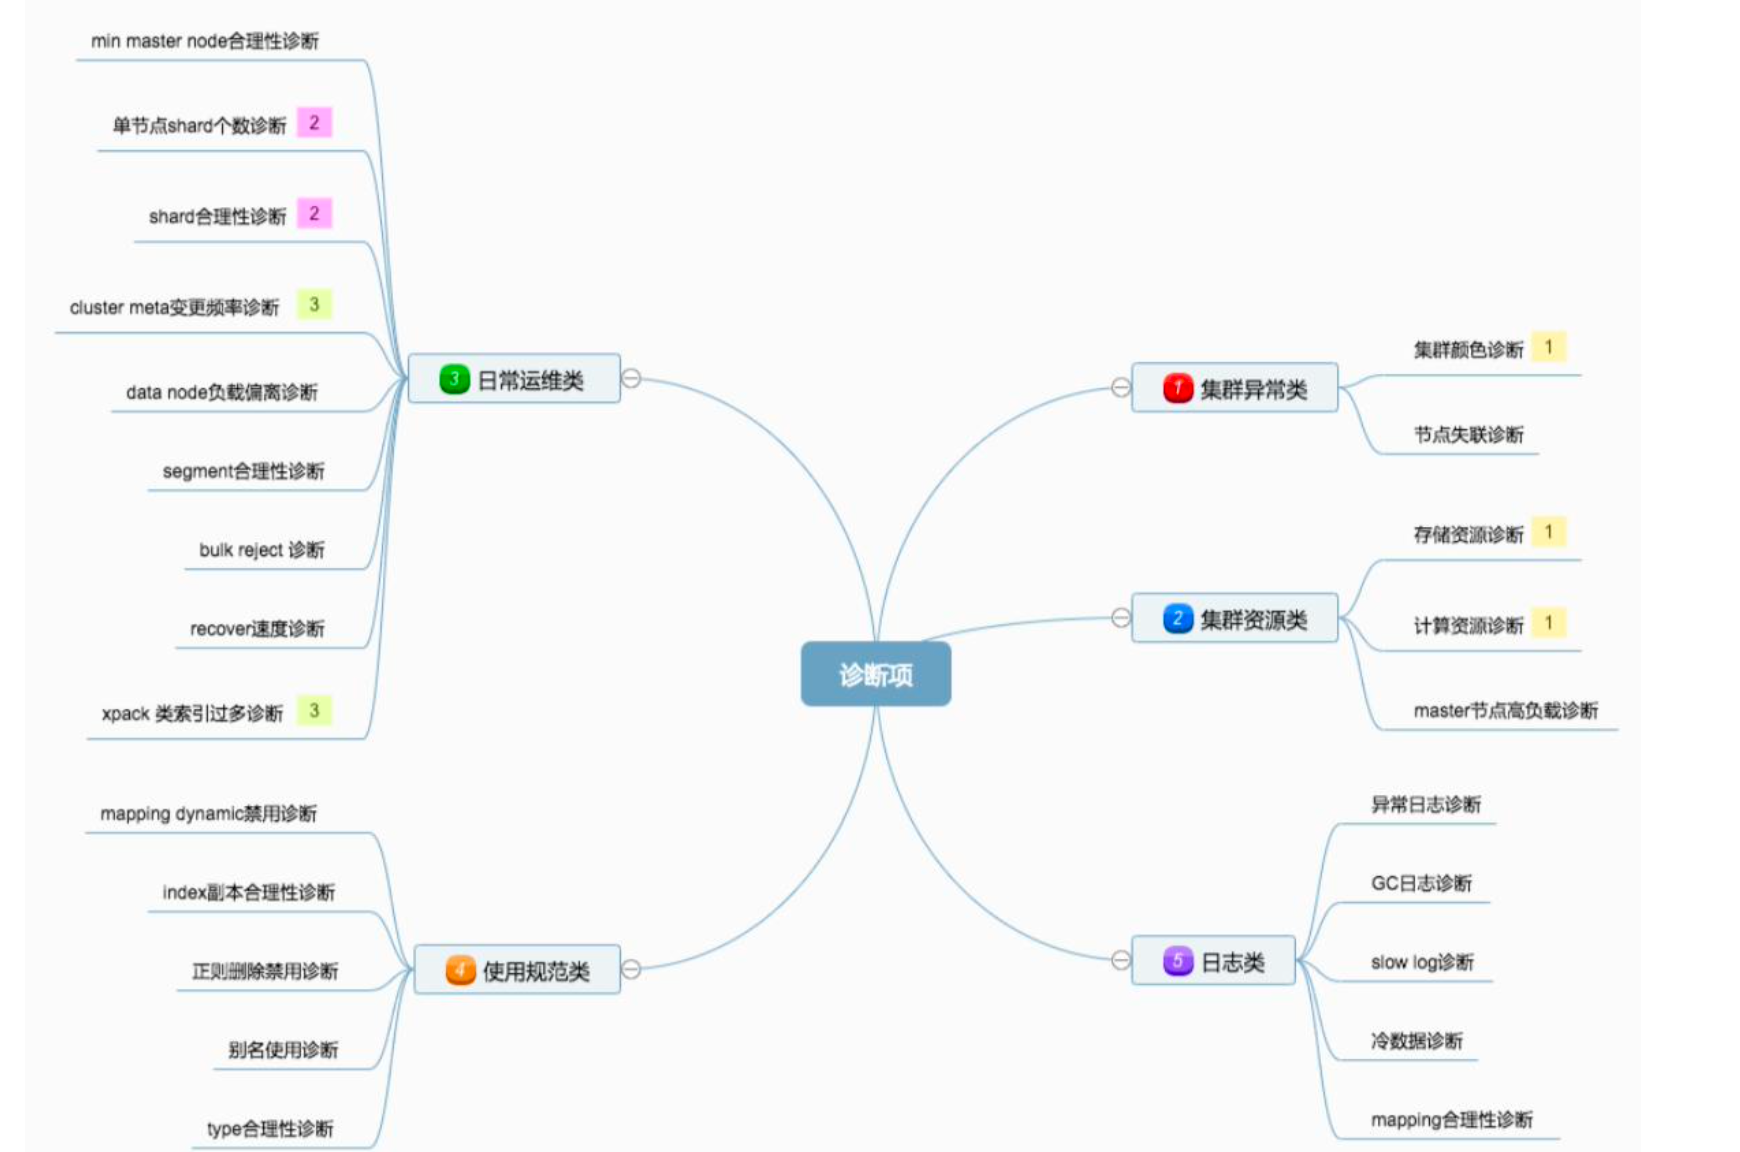 诊断项
1 集群异常类
集群颜色诊断 1
节点失联诊断
2 集群资源类
存储资源诊断 1
计算资源诊断 1
master节点高负载诊断
3 日常运维类
min master node合理性诊断
单节点shard个数诊断 2
shard合理性诊断 2
cluster meta变更频率诊断 3
data node负载偏离诊断
segment合理性诊断
bulk reject 诊断
recover速度诊断
xpack 类索引过多诊断 3
4 使用规范类
mapping dynamic禁用诊断
index副本合理性诊断
正则删除禁用诊断
别名使用诊断
type合理性诊断
5 日志类
异常日志诊断
GC日志诊断
slow log诊断
冷数据诊断
mapping合理性诊断